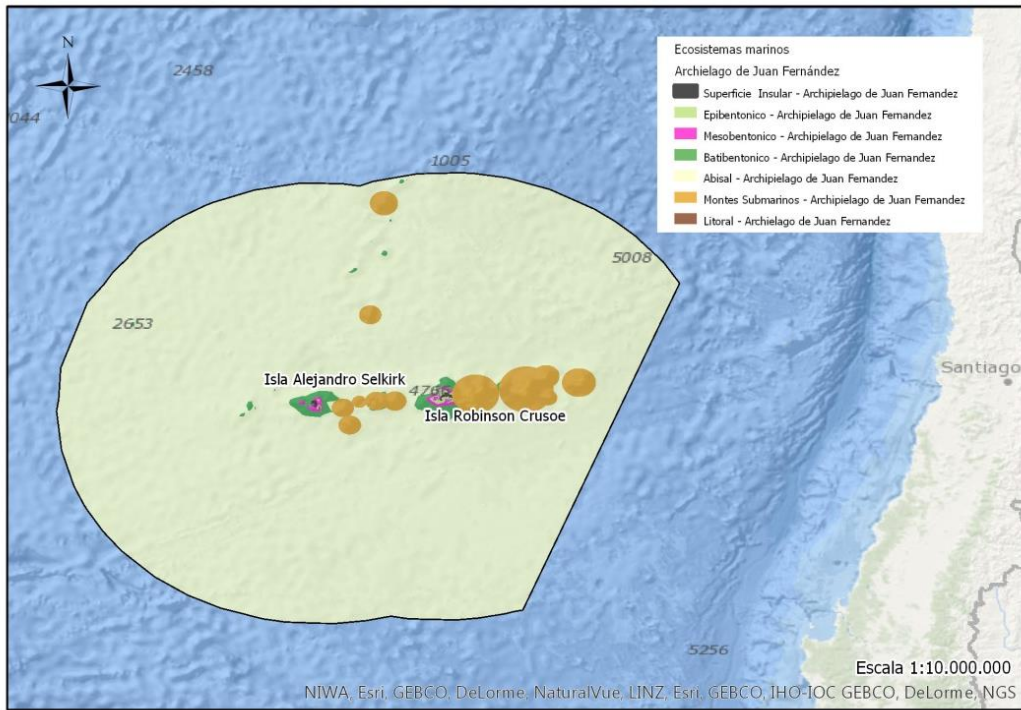 N
2458
044
1005
5008
2653
4766
5256
Ecosistemas marinos
Archielago de Juan Fernández
Superficie Insular - Archipielago de Juan Fernandez
Epibentonico - Archipielago de Juan Fernandez
Mesobentonico - Archipielago de Juan Fernandez
Batibentonico - Archipielago de Juan Fernandez
Abisal - Archipielago de Juan Fernandez
Montes Submarinos - Archipielago de Juan Fernandez
Litoral - Archielago de Juan Fernandez
Isla Alejandro Selkirk
Isla Robinson Crusoe
Santiago
Escala 1:10.000.000
NIWA, Esri, GEBCO, DeLorme, NaturalVue, LINZ, Esri, GEBCO, IHO-IOC GEBCO, DeLorme, NGS